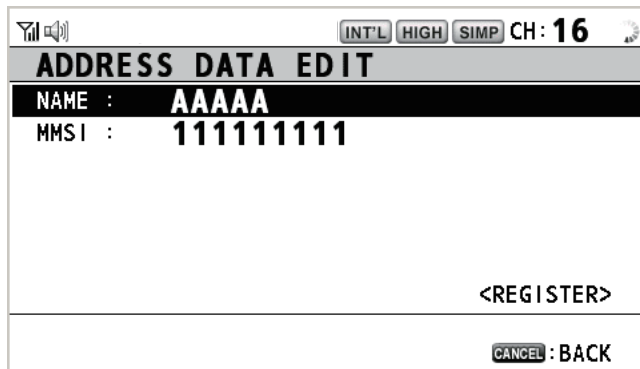 INT'L HIGH SIMP CH: 16
ADDRESS DATA EDIT
NAME : AAAAA
MMSI : 111111111
<REGISTER>
CANCEL : BACK